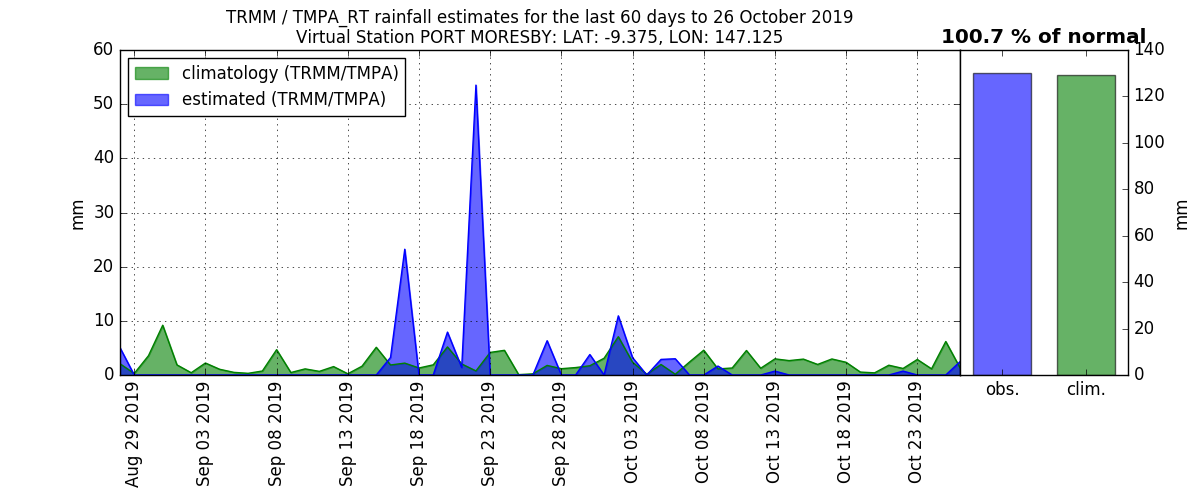 TRMM / TMPA_RT rainfall estimates for the last 60 days to 26 October 2019
Virtual Station PORT MORESBY: LAT: -9.375, LON: 147.125
100.7 % of normal
climatology (TRMM/TMPA)
estimated (TRMM/TMPA)
60
50
40
30
20
10
0
mm
140
120
100
80
60
40
20
0
mm
Aug 29 2019
Sep 03 2019
Sep 08 2019
Sep 13 2019
Sep 18 2019
Sep 23 2019
Sep 28 2019
Oct 03 2019
Oct 08 2019
Oct 13 2019
Oct 18 2019
Oct 23 2019
obs.
clim.